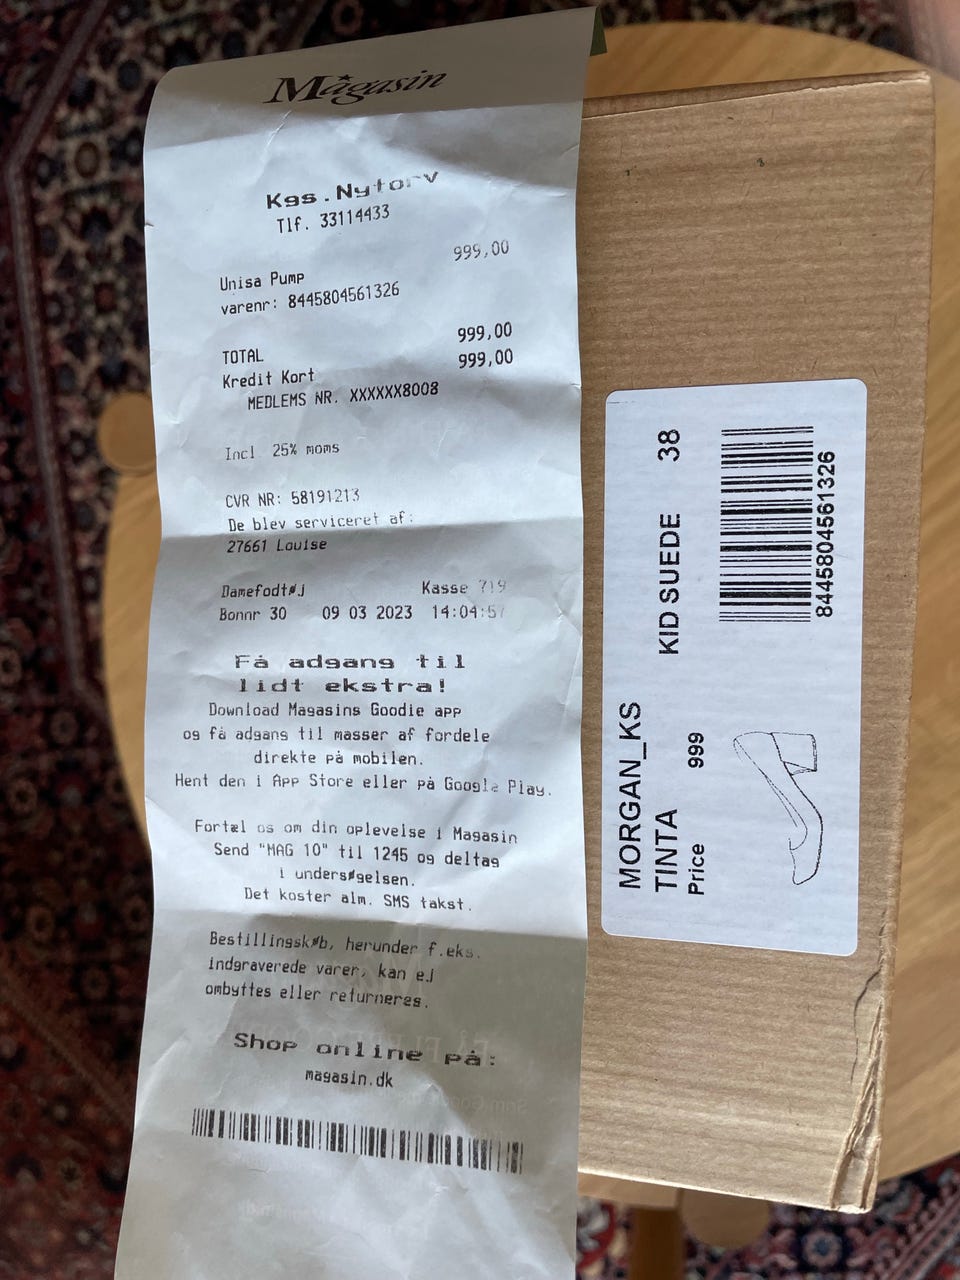 Magasin
Kgs.Nytorv
Tlf. 33114433
999,00
Unisa Pump
varenr: 8445804561326
TOTAL 999,00
Kredit Kort 999,00
MEDLEMS NR. XXXXXX8008
Incl 25% moms
CVR NR: 58191213
De blev serviceret af:
27661 Louise
Damefodtøj Kasse 719
Bonnr 30 09 03 2023 14:04:57
Få adgang til
lidt ekstra!
Download Magasins Goodie app
og få adgang til masser af fordele
direkte på mobilen.
Hent den i App Store eller på Google Play.
Fortæl os om din oplevelse i Magasin
Send "MAG 10" til 1245 og deltag
i undersøgelsen.
Det koster alm. SMS takst.
Bestillingskøb, herunder f.eks.
indgraverede varer, kan ej
ombyttes eller returneres.
Shop online på:
magasin.dk
MORGAN_KS KID SUEDE 38
TINTA
Price 999
8445804561326